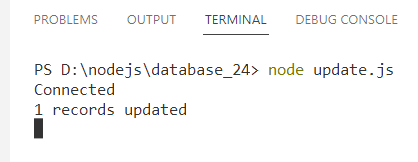 PROBLEMS OUTPUT TERMINAL DEBUG CONSOLE
PS D:\nodejs\database_24> node update.js
Connected
1 records updated